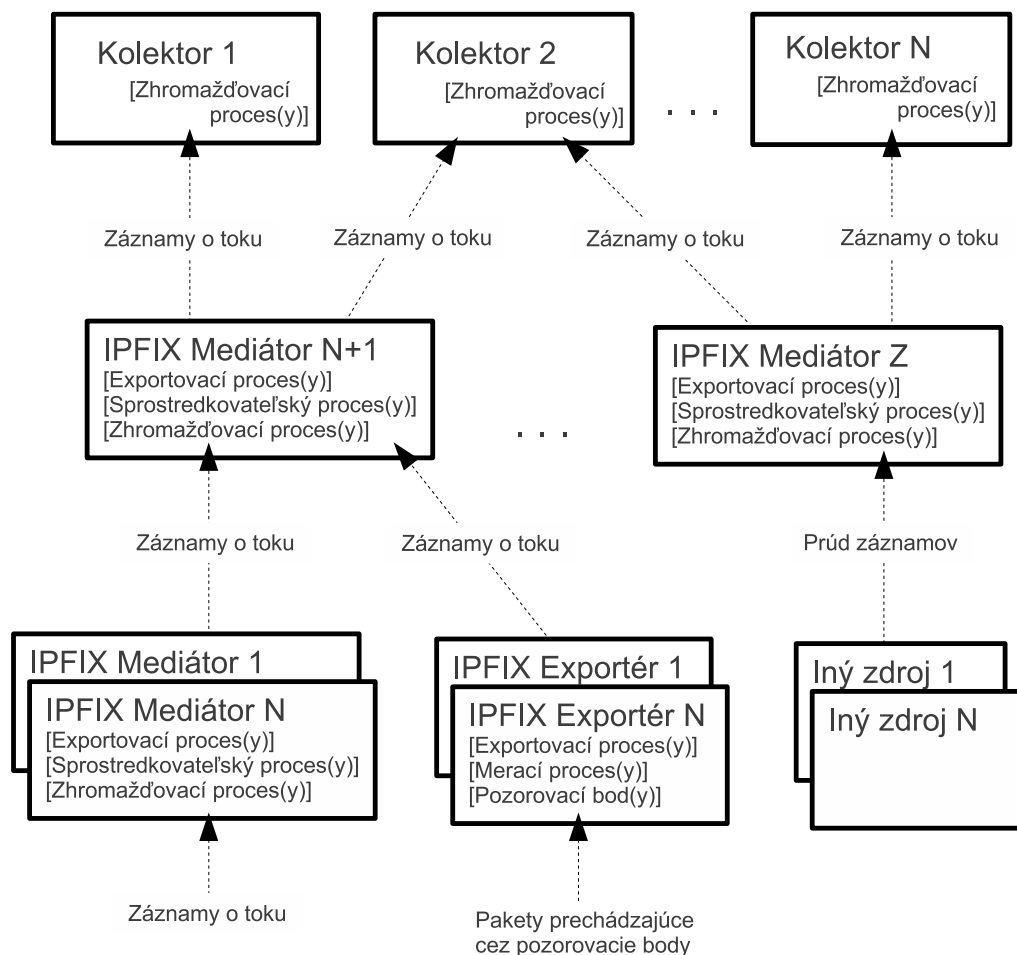 Kolektor 1
[Zhromažďovací
proces(y)]
Kolektor 2
[Zhromažďovací
proces(y)]
. . .
Kolektor N
[Zhromažďovací
proces(y)]
Záznamy o toku
Záznamy o toku
Záznamy o toku
Záznamy o toku
IPFIX Mediátor N+1
[Exportovací proces(y)]
[Sprostredkovateľský proces(y)]
[Zhromažďovací proces(y)]
. . .
IPFIX Mediátor Z
[Exportovací proces(y)]
[Sprostredkovateľský proces(y)]
[Zhromažďovací proces(y)]
Záznamy o toku
Záznamy o toku
Prúd záznamov
IPFIX Mediátor 1
IPFIX Mediátor N
[Exportovací proces(y)]
[Sprostredkovateľský proces(y)]
[Zhromažďovací proces(y)]
IPFIX Exportér 1
IPFIX Exportér N
[Exportovací proces(y)]
[Merací proces(y)]
[Pozorovací bod(y)]
Iný zdroj 1
Iný zdroj N
Záznamy o toku
Pakety prechádzajúce
cez pozorovacie body